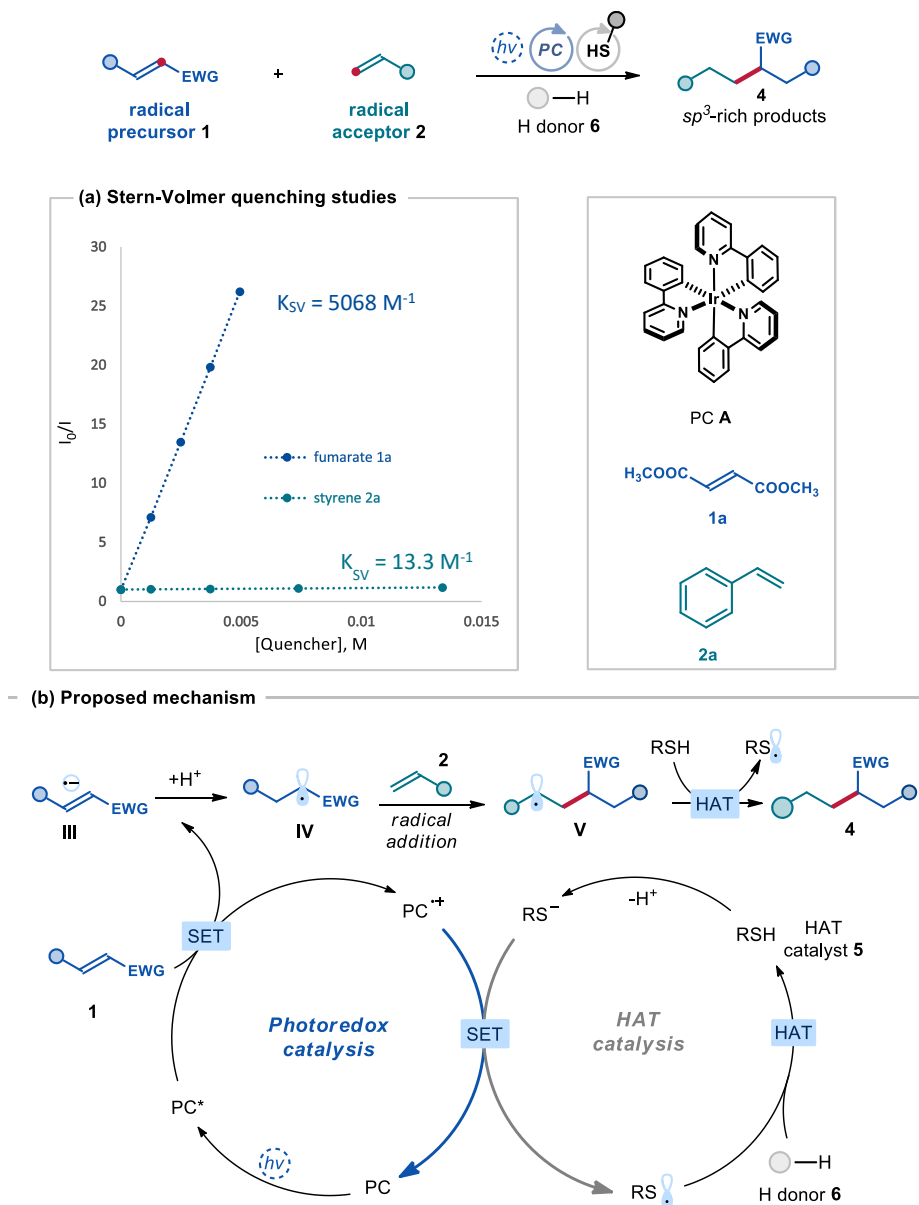 hv PC HS
EWG
EWG
+
radical
precursor 1
radical
acceptor 2
H
H donor 6
4
sp³-rich products
(a) Stern-Volmer quenching studies
30
25
20
15
10
5
0
I₀/I
K_SV = 5068 M⁻¹
fumarate 1a
styrene 2a
K_SV = 13.3 M⁻¹
0 0.005 0.01 0.015
[Quencher], M
N
Ir
N N
PC A
H₃COOC
COOCH₃
1a
2a
(b) Proposed mechanism
•–
EWG
III
+H⁺
EWG
IV
2
radical
addition
EWG
V
RSH RS•
HAT
EWG
4
SET
PC•+
RS⁻
-H⁺
RSH
HAT
catalyst 5
EWG
1
Photoredox
catalysis
SET
HAT
catalysis
HAT
PC*
hv
PC
RS•
H
H donor 6